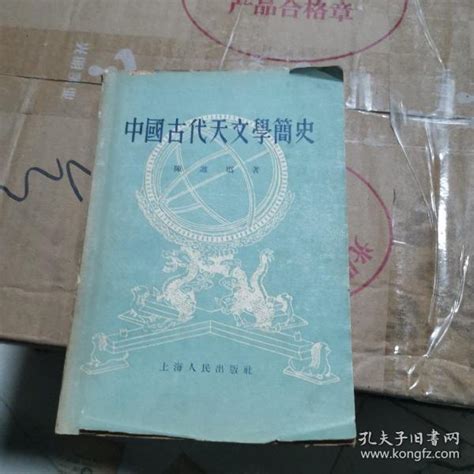 产品合格章
中國古代天文學簡史
陳遵嬀 著
上海人民出版社
孔夫子旧书网
www.kongfz.com